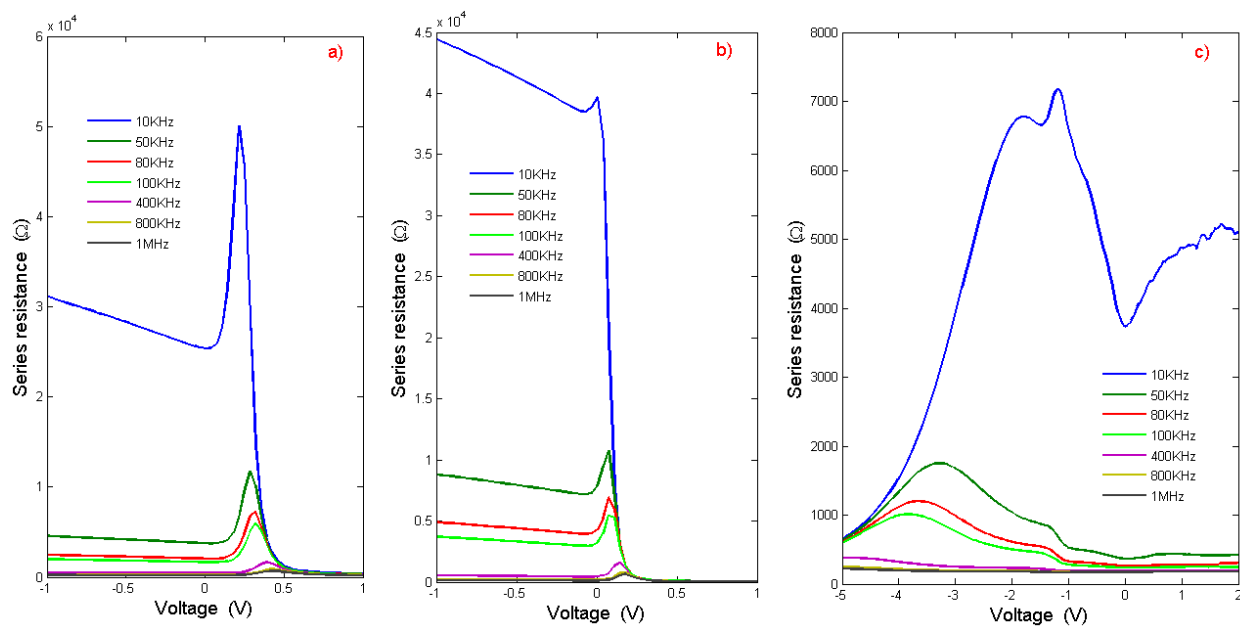 x 10⁴
a)
6
5
4
3
2
1
0
10KHz
50KHz
80KHz
100KHz
400KHz
800KHz
1MHz
Series resistance (Ω)
-1 -0.5 0 0.5 1
Voltage (V)
x 10⁴
b)
4.5
4
3.5
3
2.5
2
1.5
1
0.5
0
10KHz
50KHz
80KHz
100KHz
400KHz
800KHz
1MHz
Series resistance (Ω)
-1 -0.5 0 0.5 1
Voltage (V)
c)
8000
7000
6000
5000
4000
3000
2000
1000
0
10KHz
50KHz
80KHz
100KHz
400KHz
800KHz
1MHz
Series resistance (Ω)
-5 -4 -3 -2 -1 0 1 2
Voltage (V)